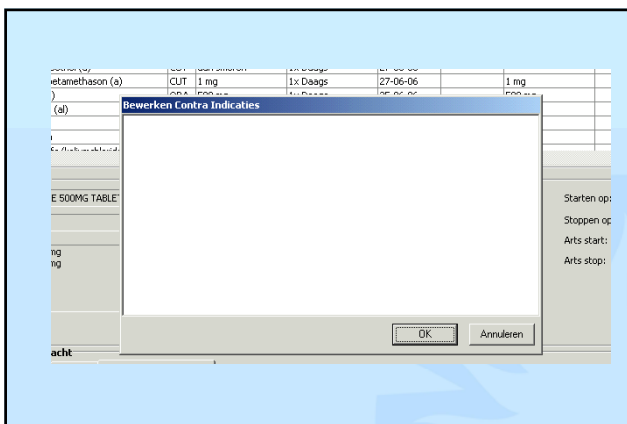 etamethason (a) CUT 1 mg 1x Daags 27-06-06 1 mg
(al)
Bewerken Contra Indicaties
E 500MG TABLET
Starten op:
Stoppen op
Arts start:
mg
mg
Arts stop:
OK Annuleren
acht